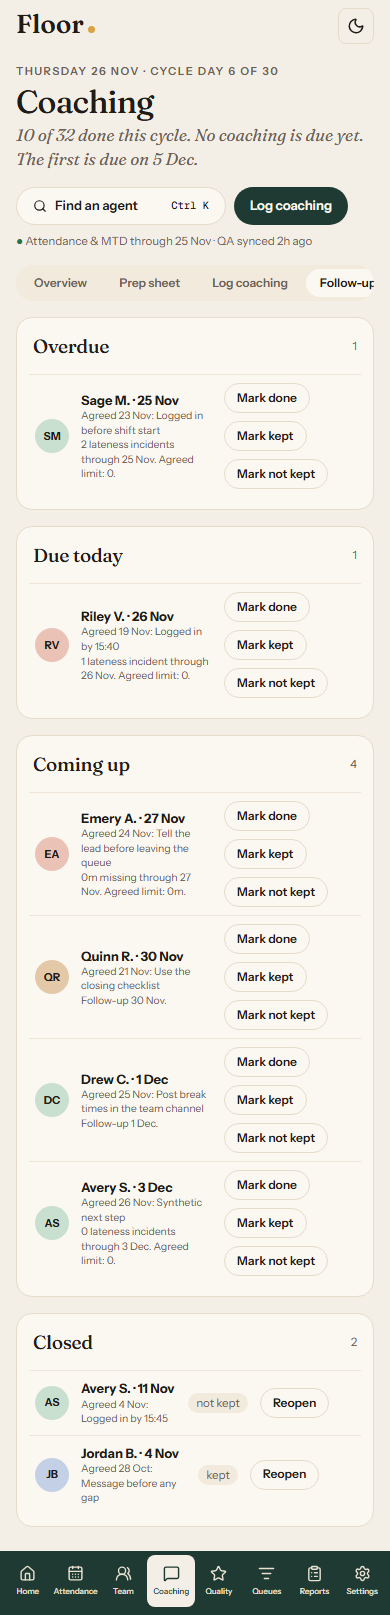 Floor
THURSDAY 26 NOV · CYCLE DAY 6 OF 30
Coaching
10 of 32 done this cycle. No coaching is due yet.
The first is due on 5 Dec.
Find an agent Ctrl K
Log coaching
Attendance & MTD through 25 Nov · QA synced 2h ago
Overview Prep sheet Log coaching Follow-up
Overdue 1
SM
Sage M. · 25 Nov
Agreed 23 Nov: Logged in
before shift start
2 lateness incidents
through 25 Nov. Agreed
limit: 0.
Mark done
Mark kept
Mark not kept
Due today 1
RV
Riley V. · 26 Nov
Agreed 19 Nov: Logged in
by 15:40
1 lateness incident through
26 Nov. Agreed limit: 0.
Mark done
Mark kept
Mark not kept
Coming up 4
EA
Emery A. · 27 Nov
Agreed 24 Nov: Tell the
lead before leaving the
queue
0m missing through 27
Nov. Agreed limit: 0m.
Mark done
Mark kept
Mark not kept
QR
Quinn R. · 30 Nov
Agreed 21 Nov: Use the
closing checklist
Follow-up 30 Nov.
Mark done
Mark kept
Mark not kept
DC
Drew C. · 1 Dec
Agreed 25 Nov: Post break
times in the team channel
Follow-up 1 Dec.
Mark done
Mark kept
Mark not kept
AS
Avery S. · 3 Dec
Agreed 26 Nov: Synthetic
next step
0 lateness incidents
through 3 Dec. Agreed
limit: 0.
Mark done
Mark kept
Mark not kept
Closed 2
AS
Avery S. · 11 Nov
Agreed 4 Nov:
Logged in by 15:45
not kept
Reopen
JB
Jordan B. · 4 Nov
Agreed 28 Oct:
Message before any
gap
kept
Reopen
Home Attendance Team Coaching Quality Queues Reports Settings